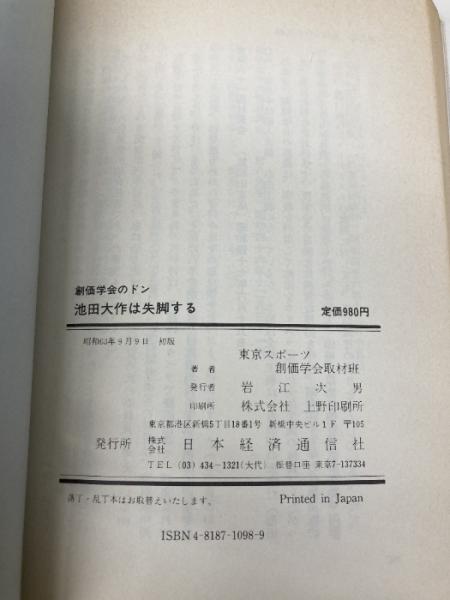 創価学会のドン
池田大作は失脚する 定価980円
昭和63年9月9日 初版
東京スポーツ
著者 創価学会取材班
発行者 岩江次男
印刷所 株式会社 上野印刷所
東京都港区新橋5丁目18番1号 新橋中央ビル1F 〒105
発行所 株式会社 日本経済通信社
TEL (03) 434-1321(大代) 振替口座 東京7-137334
落丁・乱丁本はお取替えいたします。 Printed in Japan
ISBN4-8187-1098-9